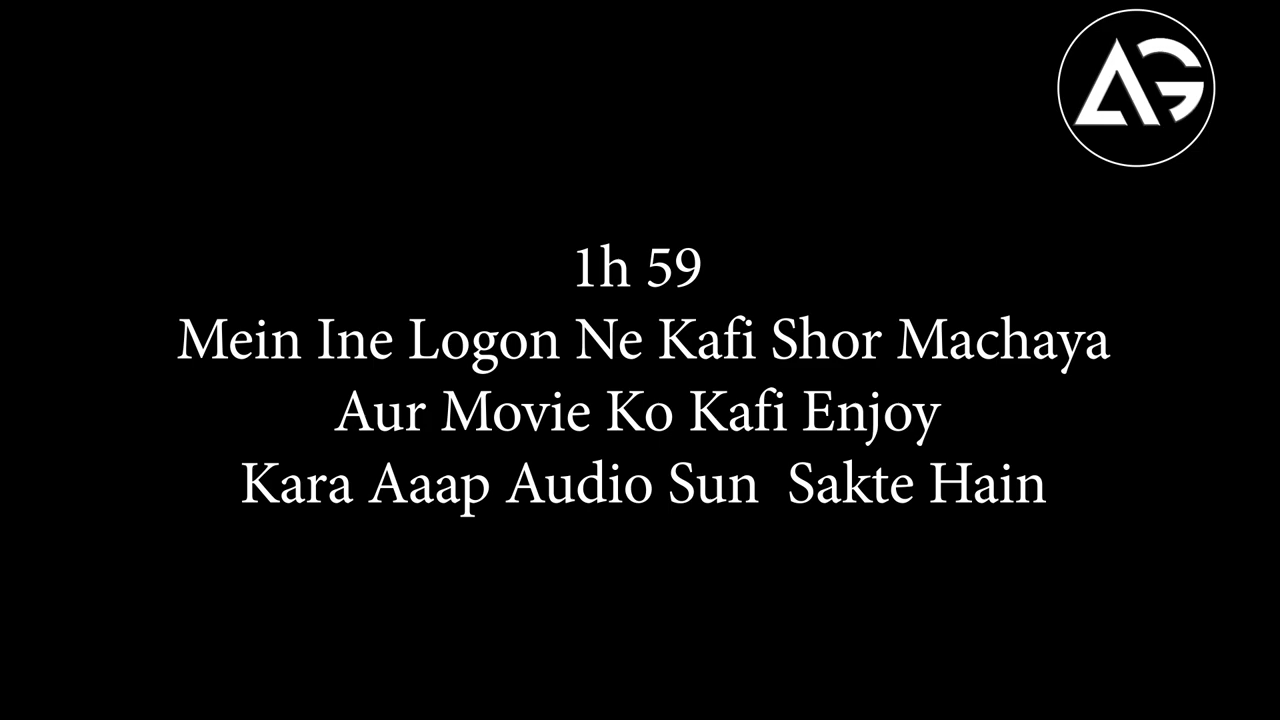 AG
1h 59
Mein Ine Logon Ne Kafi Shor Machaya
Aur Movie Ko Kafi Enjoy
Kara Aaap Audio Sun  Sakte Hain